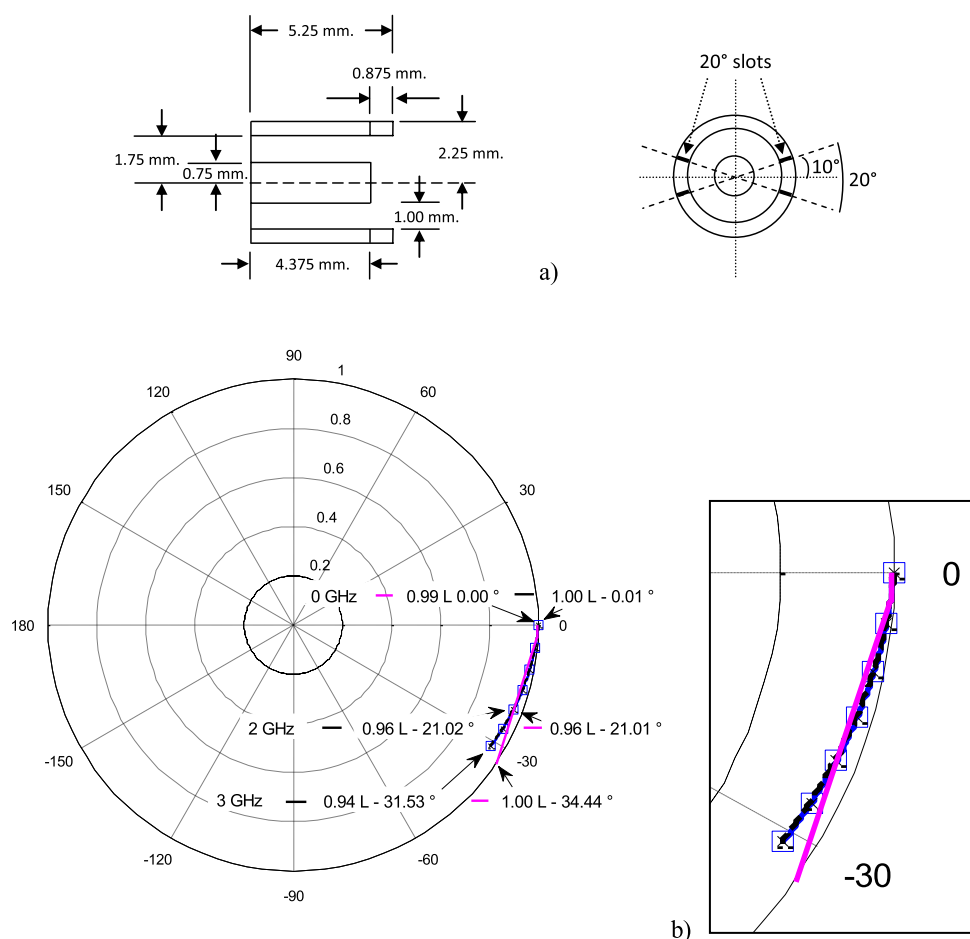 5.25 mm.
0.875 mm.
20° slots
1.75 mm.
0.75 mm.
2.25 mm.
10°
20°
1.00 mm.
4.375 mm.
a)
90
120
1
60
0.8
150
0.6
30
0.4
0.2
0 GHz
0.99 L 0.00 °
1.00 L - 0.01 °
180
0
0
2 GHz
0.96 L - 21.02 °
0.96 L - 21.01 °
-150
-30
3 GHz
0.94 L - 31.53 °
1.00 L - 34.44 °
-120
-60
-90
-30
b)